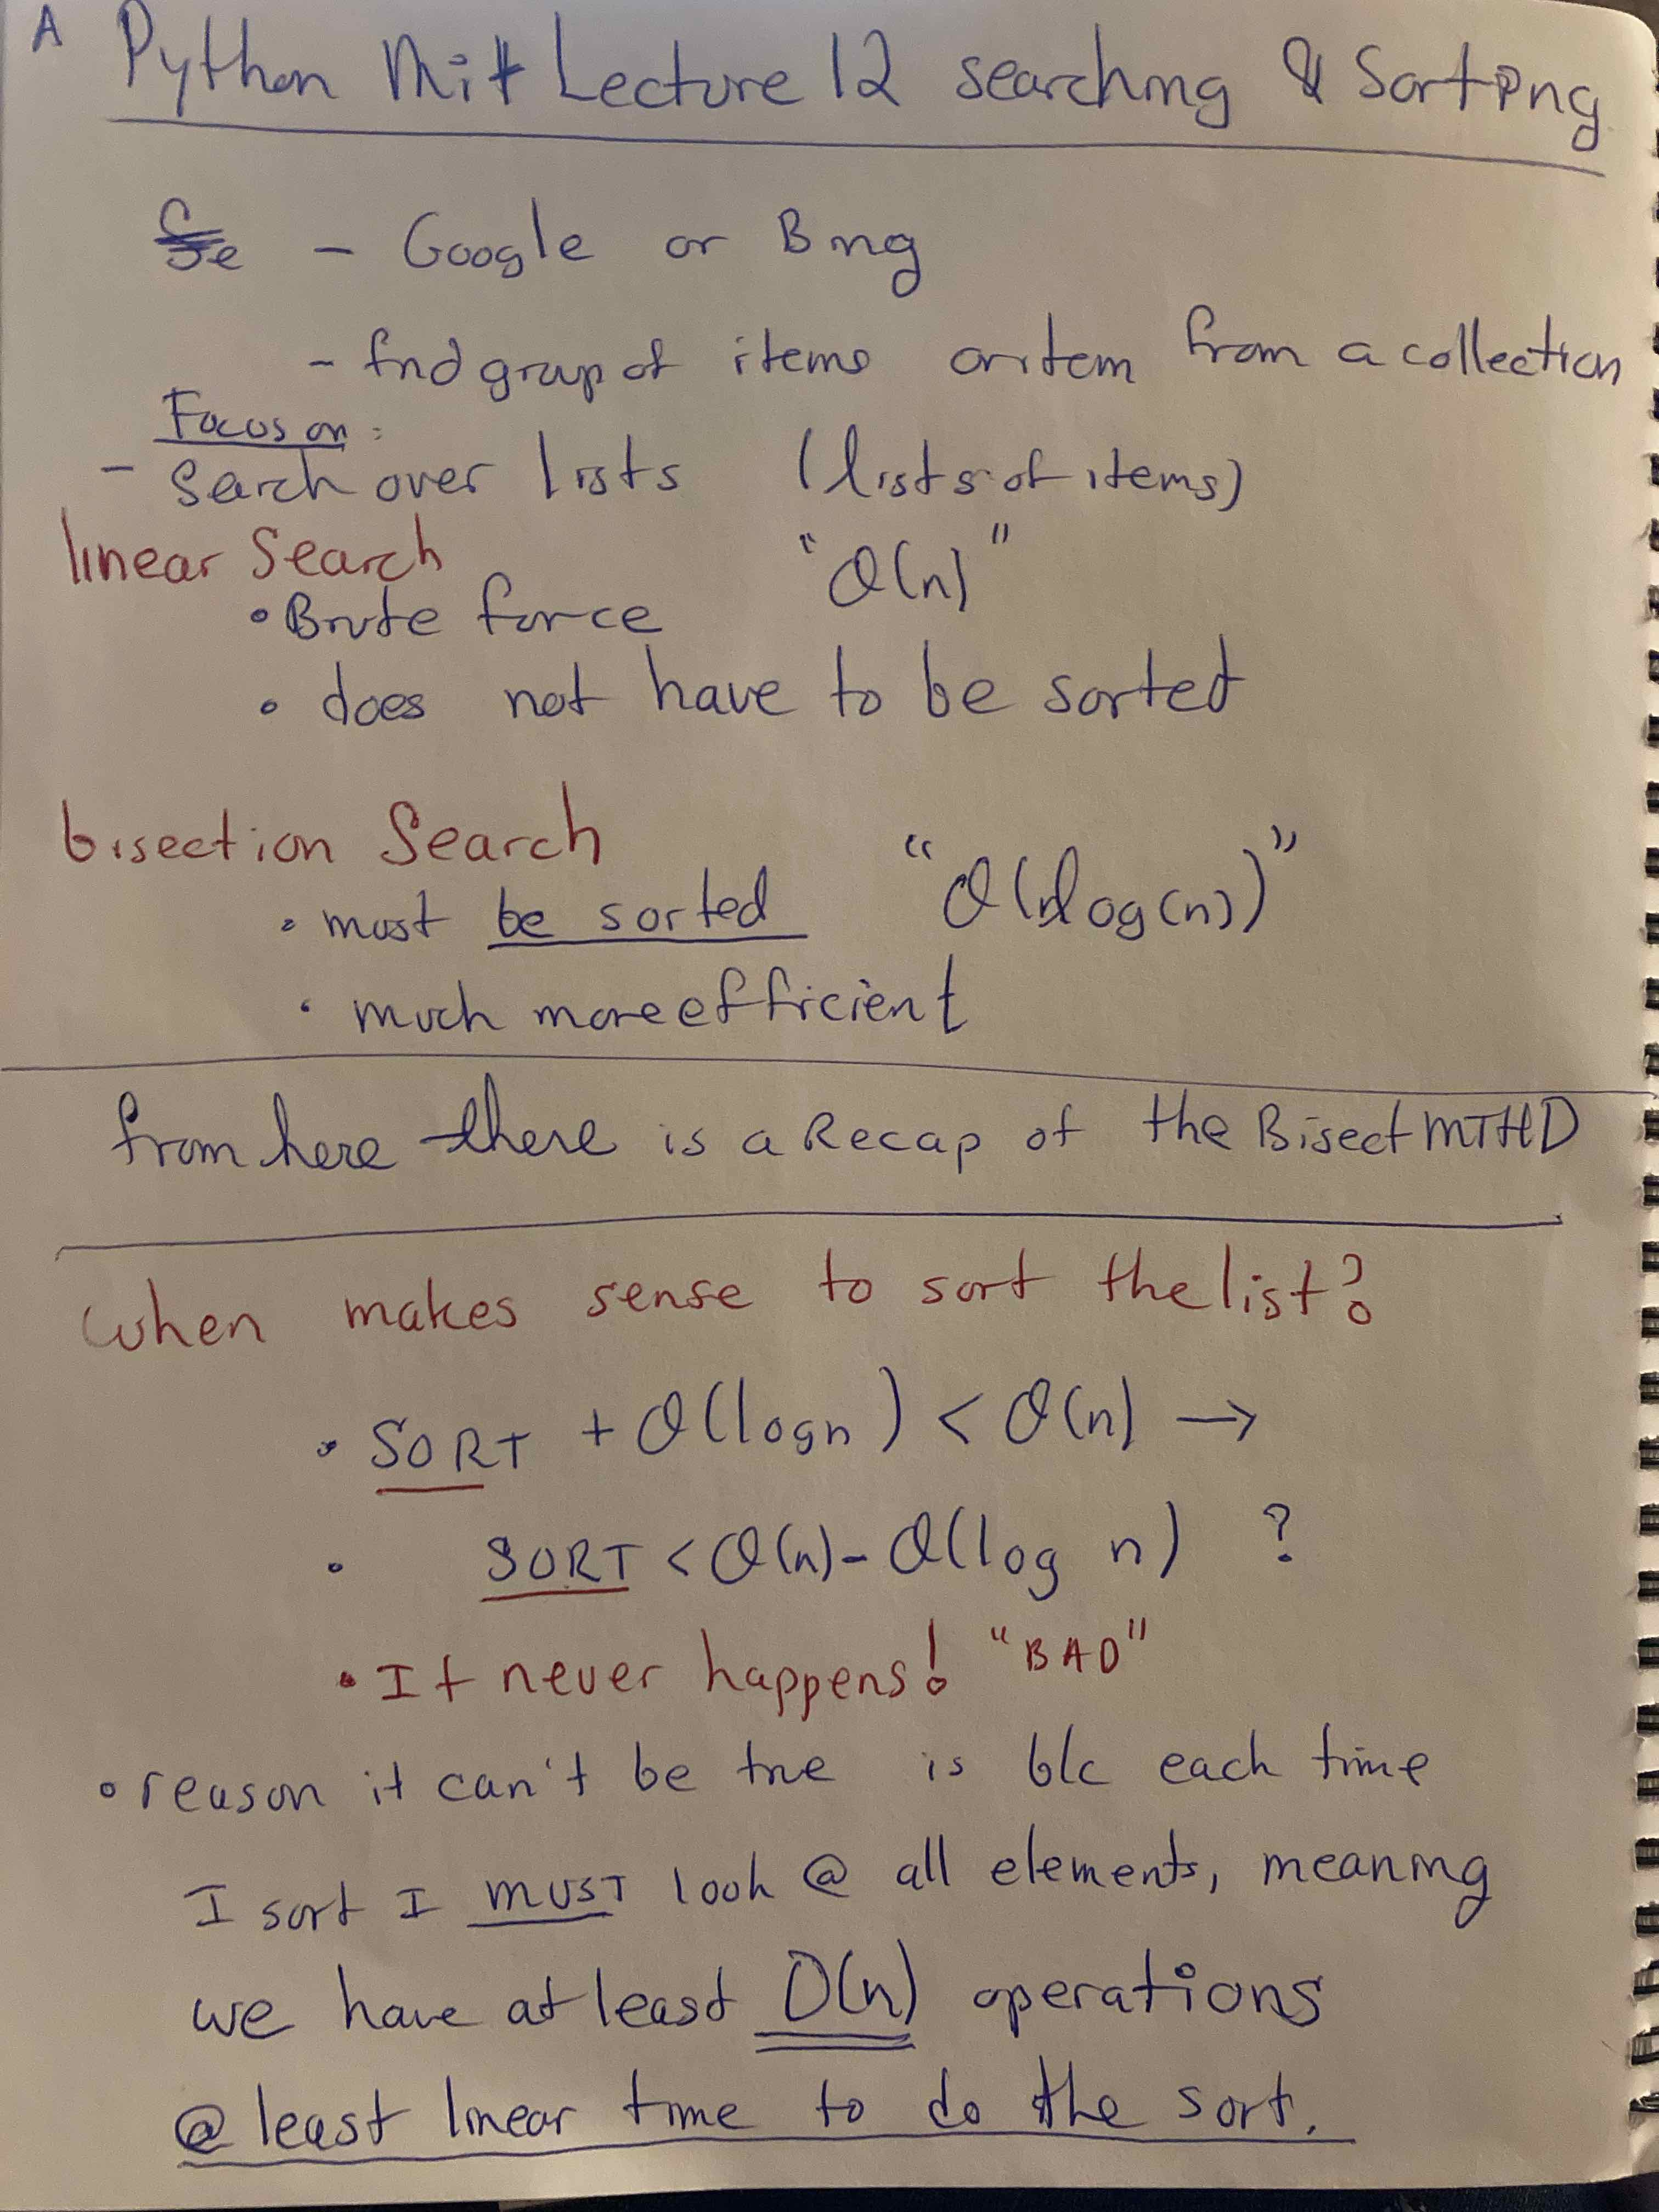 A
Python Mit Lecture 12 searching & Sorting
- Google or Bing
- find group of items or item from a collection
Focus on:
- Search over lists (lists of items)
linear Search "O(n)"
• Brute force
• does not have to be sorted
bisection Search
• must be sorted "O(log(n))"
• much more efficient
from here there is a Recap of the Bisect MTHD
when makes sense to sort the list?
• SORT + O(log n) < O(n) →
• SORT < O(n) - O(log n) ?
• It never happens! "BAD"
• reason it can't be true is b/c each time
I sort I MUST look @ all elements, meaning
we have at least O(n) operations
@ least linear time to do the sort.